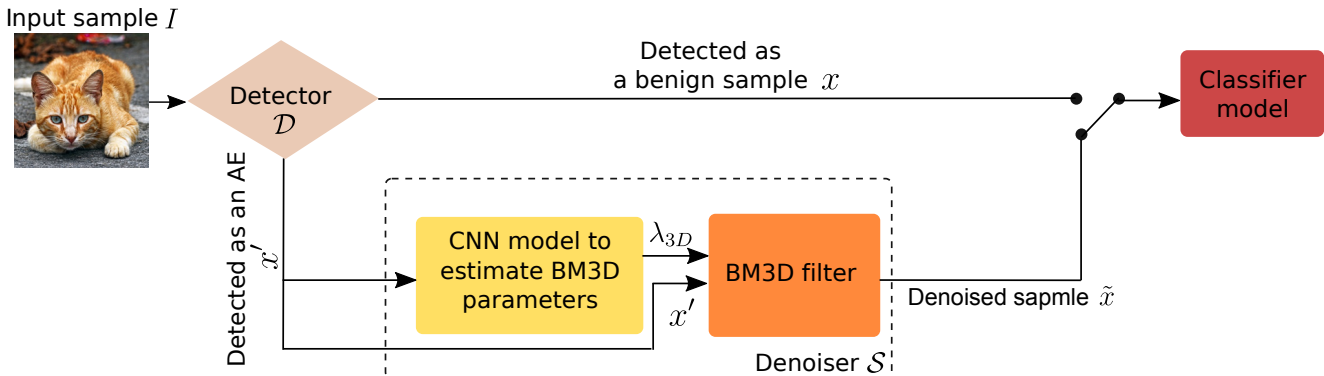 Input sample I
Detector
𝒟
Detected as
a benign sample x
Classifier
model
Detected as an AE
x′
CNN model to
estimate BM3D
parameters
λ3D
x′
BM3D filter
Denoised sapmle x̃
Denoiser 𝒮